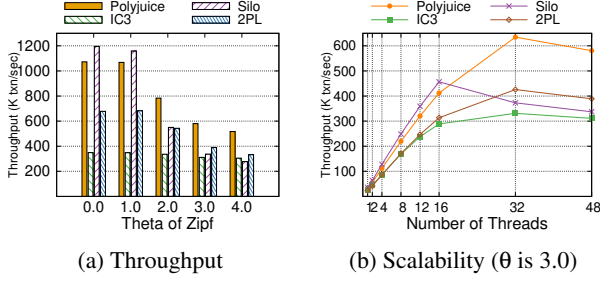 Polyjuice Silo
IC3 2PL
Throughput (K txn/sec)
1200
1000
800
600
400
200
0.0 1.0 2.0 3.0 4.0
Theta of Zipf
(a) Throughput
Polyjuice Silo
IC3 2PL
Throughput (K txn/sec)
600
500
400
300
200
100
1 2 4 8 12 16 32 48
Number of Threads
(b) Scalability (θ is 3.0)